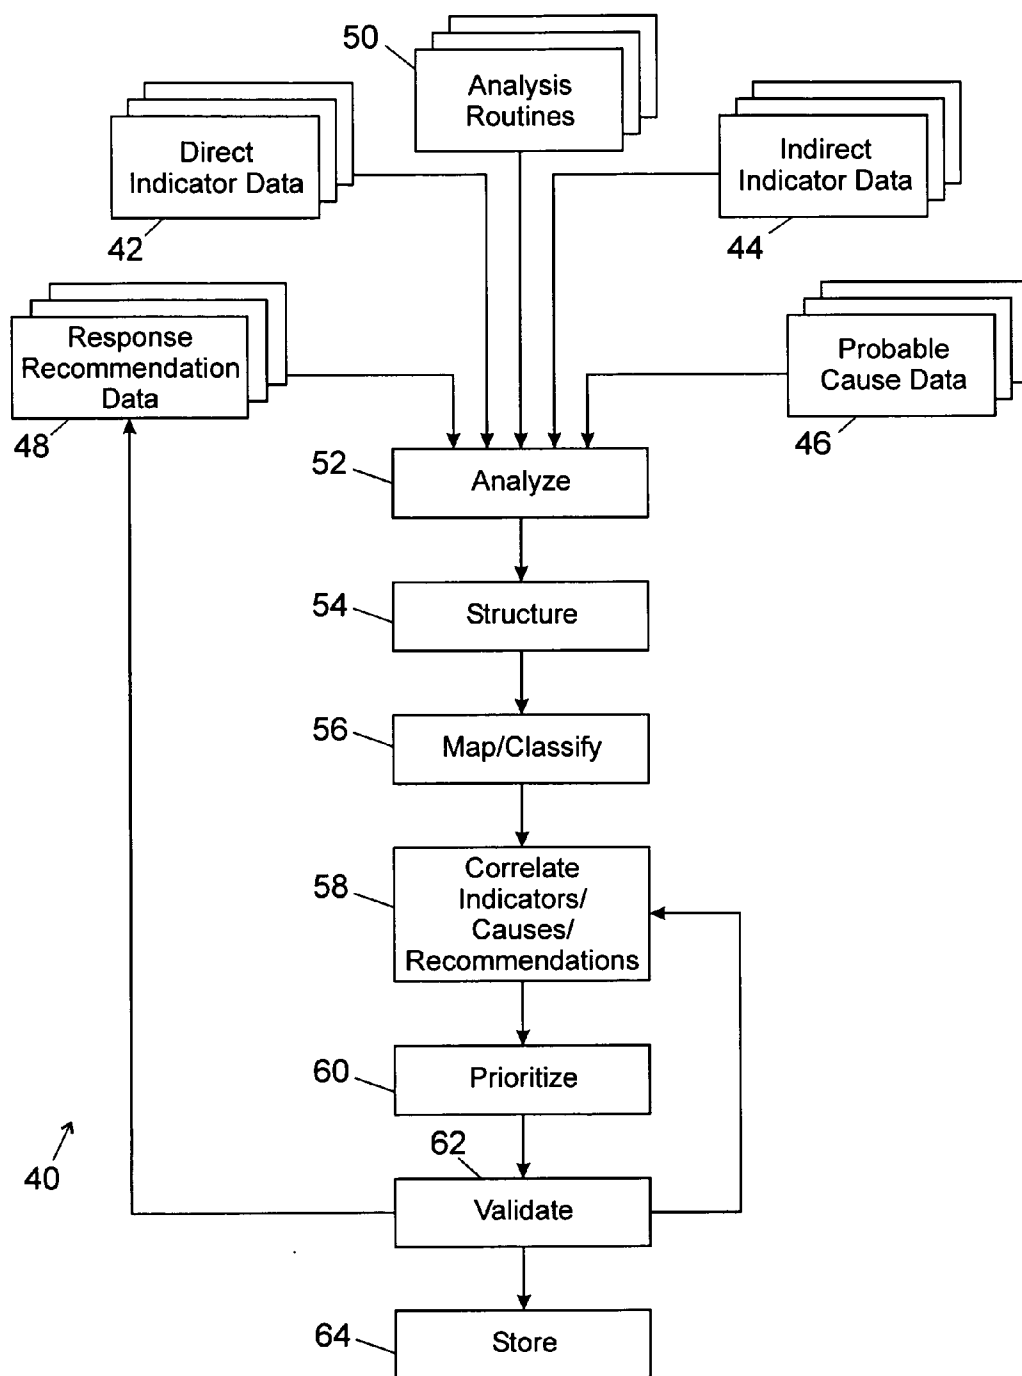 50
Analysis
Routines
Direct
Indicator Data
42
Indirect
Indicator Data
44
Response
Recommendation
Data
48
Probable
Cause Data
46
52
Analyze
54
Structure
56
Map/Classify
58
Correlate
Indicators/
Causes/
Recommendations
60
Prioritize
40
62
Validate
64
Store